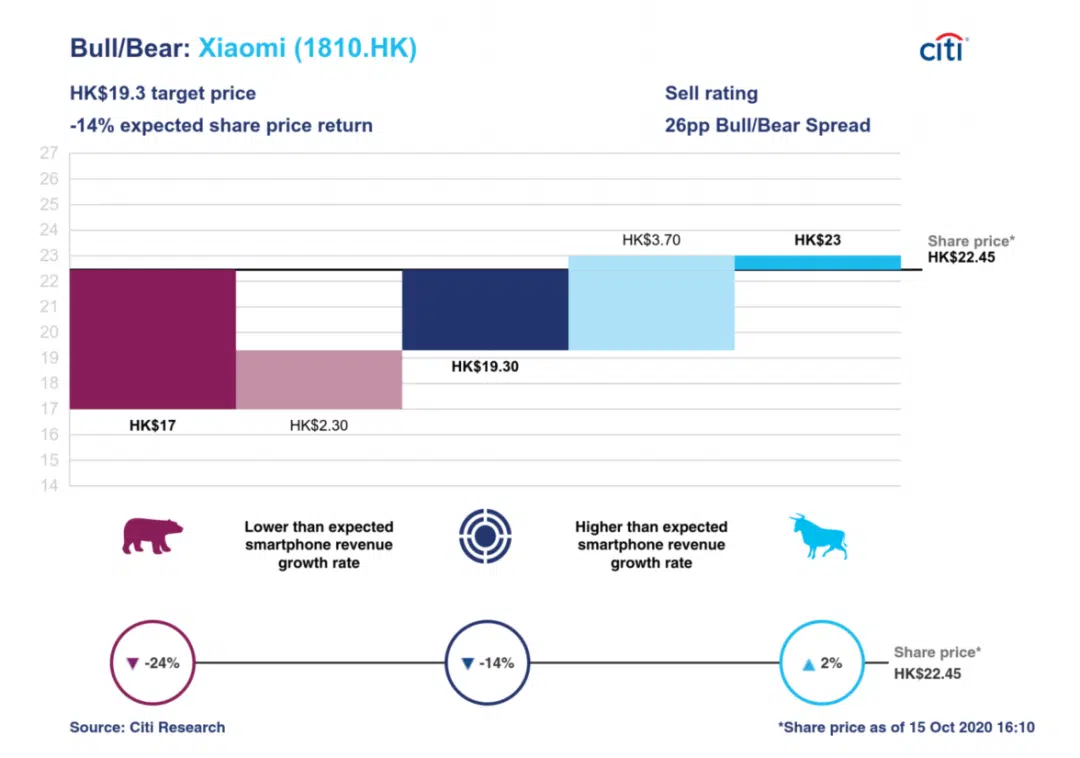 Bull/Bear: Xiaomi (1810.HK)
citi
HK$19.3 target price
Sell rating
-14% expected share price return
26pp Bull/Bear Spread
27
26
25
24
23
22
21
20
19
18
17
16
15
14
HK$3.70
HK$23
Share price*
HK$22.45
HK$19.30
HK$17
HK$2.30
Lower than expected
smartphone revenue
growth rate
Higher than expected
smartphone revenue
growth rate
▼ -24%
▼ -14%
▲ 2%
Share price*
HK$22.45
Source: Citi Research
*Share price as of 15 Oct 2020 16:10